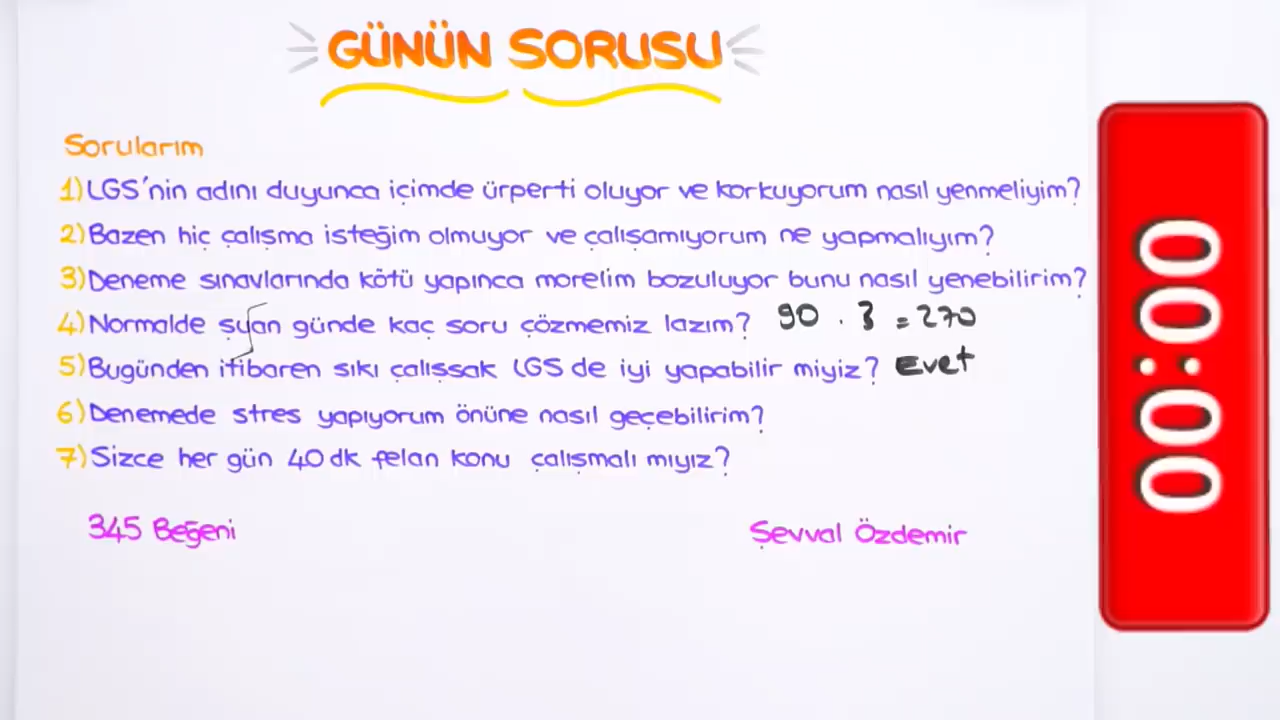 GÜNÜN SORUSU
Sorularım
1) LGS'nin adını duyunca içimde ürperti oluyor ve korkuyorum nasıl yenmeliyim?
2) Bazen hiç çalışma isteğim olmuyor ve çalışamıyorum ne yapmalıyım?
3) Deneme sınavlarında kötü yapınca morelim bozuluyor bunu nasıl yenebilirim?
4) Normalde şuan günde kaç soru çözmemiz lazım? 90 . 3 = 270
5) Bugünden itibaren sıkı çalışsak LGS de iyi yapabilir miyiz? Evet
6) Denemede stres yapıyorum önüne nasıl geçebilirim?
7) Sizce her gün 40 dk felan konu çalışmalı mıyız?
345 Beğeni
Şevval Özdemir
00:00